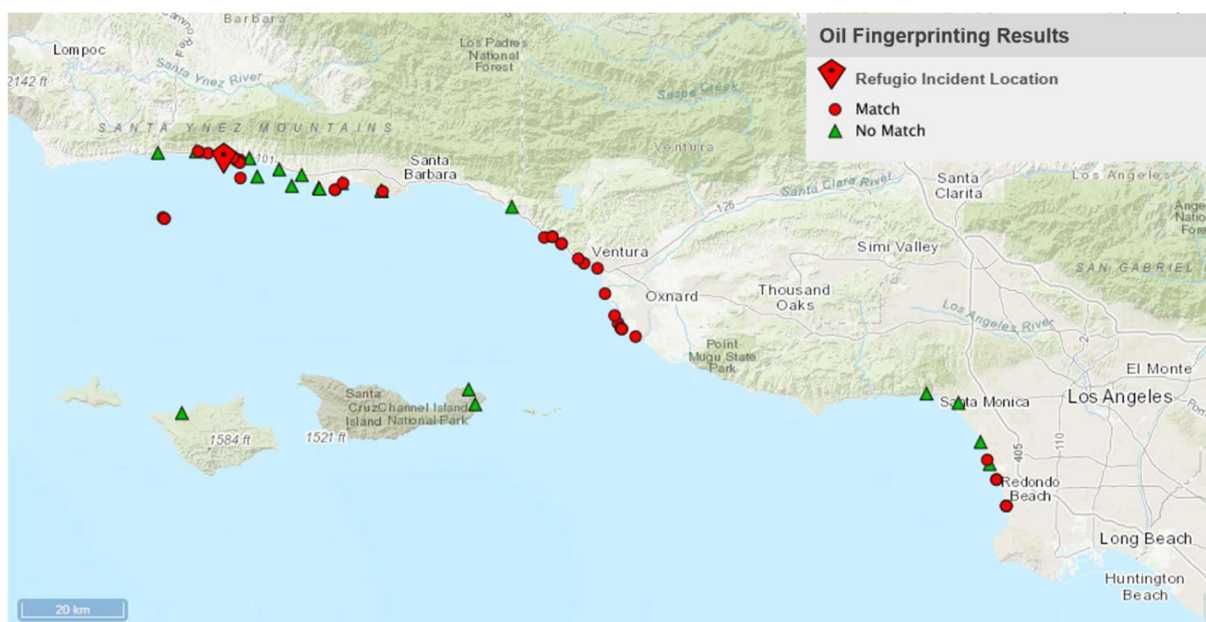 Barbara
Oil Fingerprinting Results
Los Padres
National
Forest
Lompoc
Santa Ynez River
Refugio Incident Location
2142 ft
Sespe Creek
Match
SANTA YNEZ MOUNTAINS
No Match
Ventura
101
Santa
Barbara
Los Angeles
Santa Clara River
Santa
Clarita
126
Ventura
Simi Valley
SAN GABRIEL
Oxnard
Thousand
Oaks
Los Angeles River
Point
Mugu State
Park
El Monte
Santa
Cruz
Island
Channel Island
National Park
Santa Monica
Los Angeles
1584 ft
1521 ft
405
110
Redondo
Beach
Long Beach
Huntington
Beach
20 km